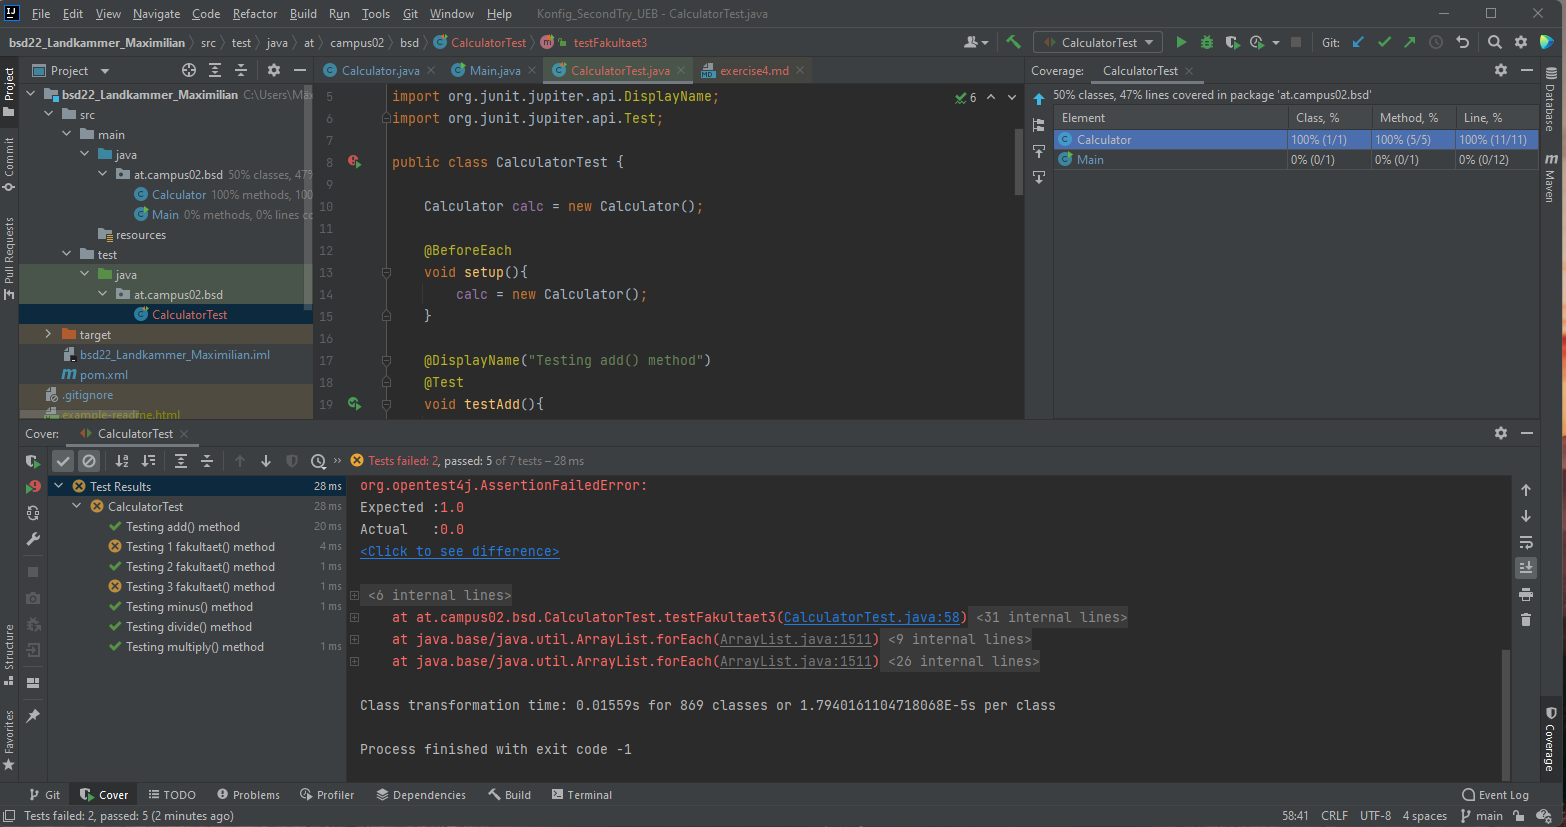 File Edit View Navigate Code Refactor Build Run Tools Git Window Help Konfig_SecondTry_UEB - CalculatorTest.java
bsd22_Landkammer_Maximilian src test java at campus02 bsd CalculatorTest testFakultaet3 CalculatorTest Git:
Project
Calculator.java Main.java CalculatorTest.java exercise4.md
Coverage: CalculatorTest
Project
Commit
Pull Requests
Structure
Favorites
bsd22_Landkammer_Maximilian C:\Users\Max
src
main
java
at.campus02.bsd 50% classes, 47%
Calculator 100% methods, 100
Main 0% methods, 0% lines co
resources
test
java
at.campus02.bsd
CalculatorTest
target
bsd22_Landkammer_Maximilian.iml
pom.xml
.gitignore
example-readme.html
5 import org.junit.jupiter.api.DisplayName;
6 import org.junit.jupiter.api.Test;
7
8 public class CalculatorTest {
9
10 Calculator calc = new Calculator();
11
12 @BeforeEach
13 void setup(){
14 calc = new Calculator();
15 }
16
17 @DisplayName("Testing add() method")
18 @Test
19 void testAdd(){
6
50% classes, 47% lines covered in package 'at.campus02.bsd'
Element Class, % Method, % Line, %
Calculator 100% (1/1) 100% (5/5) 100% (11/11)
Main 0% (0/1) 0% (0/1) 0% (0/12)
Database
Maven
Coverage
Cover: CalculatorTest
Tests failed: 2, passed: 5 of 7 tests – 28 ms
Test Results 28 ms
CalculatorTest 28 ms
Testing add() method 20 ms
Testing 1 fakultaet() method 4 ms
Testing 2 fakultaet() method 1 ms
Testing 3 fakultaet() method 1 ms
Testing minus() method 1 ms
Testing divide() method
Testing multiply() method 1 ms
org.opentest4j.AssertionFailedError:
Expected :1.0
Actual :0.0
<Click to see difference>
<6 internal lines>
at at.campus02.bsd.CalculatorTest.testFakultaet3(CalculatorTest.java:58) <31 internal lines>
at java.base/java.util.ArrayList.forEach(ArrayList.java:1511) <9 internal lines>
at java.base/java.util.ArrayList.forEach(ArrayList.java:1511) <26 internal lines>
Class transformation time: 0.01559s for 869 classes or 1.7940161104718068E-5s per class
Process finished with exit code -1
Git Cover TODO Problems Profiler Dependencies Build Terminal Event Log
Tests failed: 2, passed: 5 (2 minutes ago) 58:41 CRLF UTF-8 4 spaces main